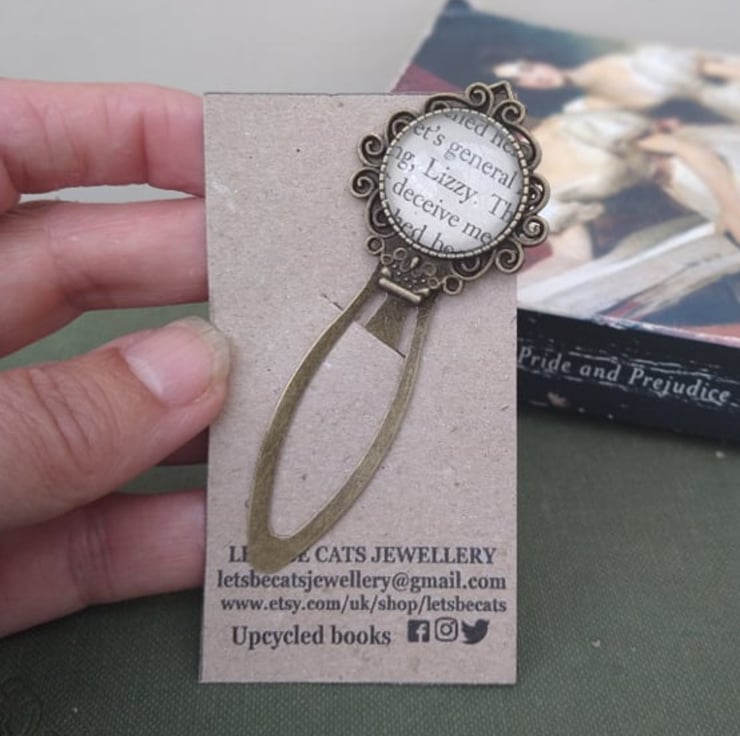 et's general
ng, Lizzy. Th
deceive me
Pride and Prejudice
CATS JEWELLERY
letsbecatsjewellery@gmail.com
www.etsy.com/uk/shop/letsbecats
Upcycled books